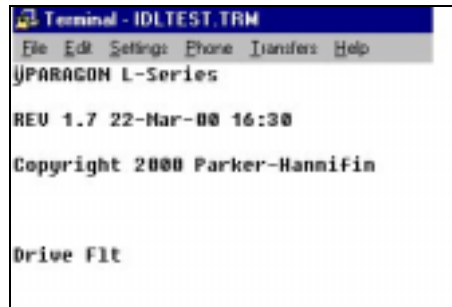 Terminal - IDLTEST.TRM
File Edit Settings Phone Transfers Help
ÿPARAGON L-Series
REV 1.7 22-Mar-00 16:30
Copyright 2000 Parker-Hannifin
Drive Flt